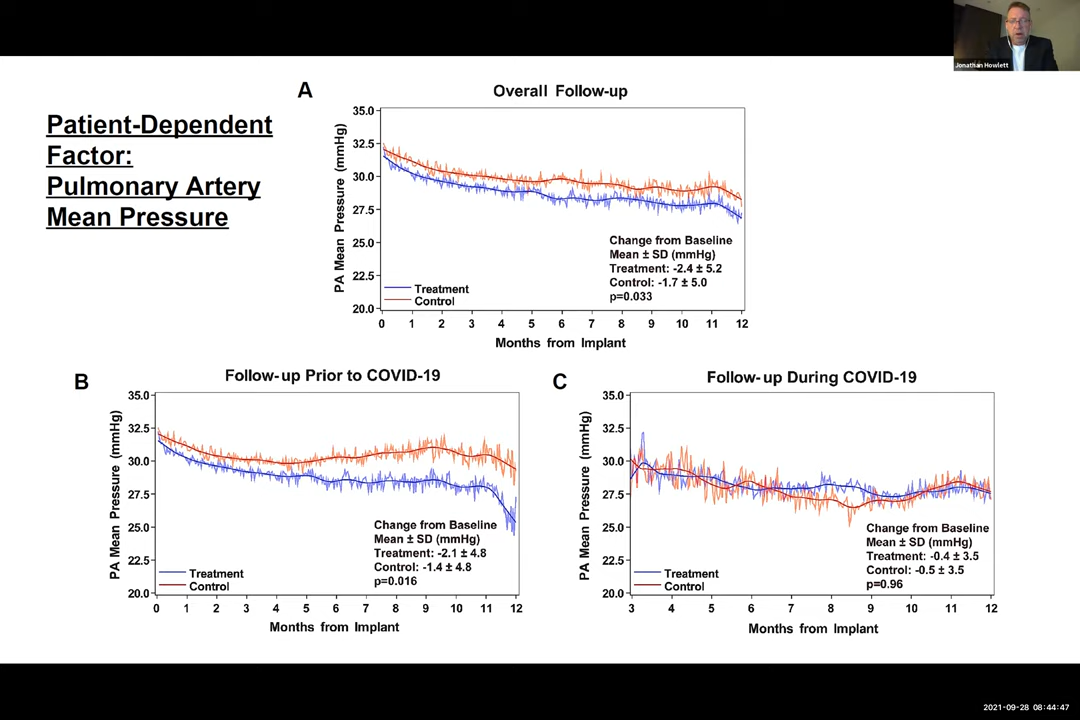 Jonathan Howlett
Patient-Dependent
Factor:
Pulmonary Artery
Mean Pressure
A
Overall Follow-up
PA Mean Pressure (mmHg)
35.0
32.5
30.0
27.5
25.0
22.5
20.0
Change from Baseline
Mean ± SD (mmHg)
Treatment: -2.4 ± 5.2
Control: -1.7 ± 5.0
p=0.033
Treatment
Control
0 1 2 3 4 5 6 7 8 9 10 11 12
Months from Implant
B
Follow-up Prior to COVID-19
PA Mean Pressure (mmHg)
35.0
32.5
30.0
27.5
25.0
22.5
20.0
Change from Baseline
Mean ± SD (mmHg)
Treatment: -2.1 ± 4.8
Control: -1.4 ± 4.8
p=0.016
Treatment
Control
0 1 2 3 4 5 6 7 8 9 10 11 12
Months from Implant
C
Follow-up During COVID-19
PA Mean Pressure (mmHg)
35.0
32.5
30.0
27.5
25.0
22.5
20.0
Change from Baseline
Mean ± SD (mmHg)
Treatment: -0.4 ± 3.5
Control: -0.5 ± 3.5
p=0.96
Treatment
Control
3 4 5 6 7 8 9 10 11 12
Months from Implant
2021-09-28 08:44:47